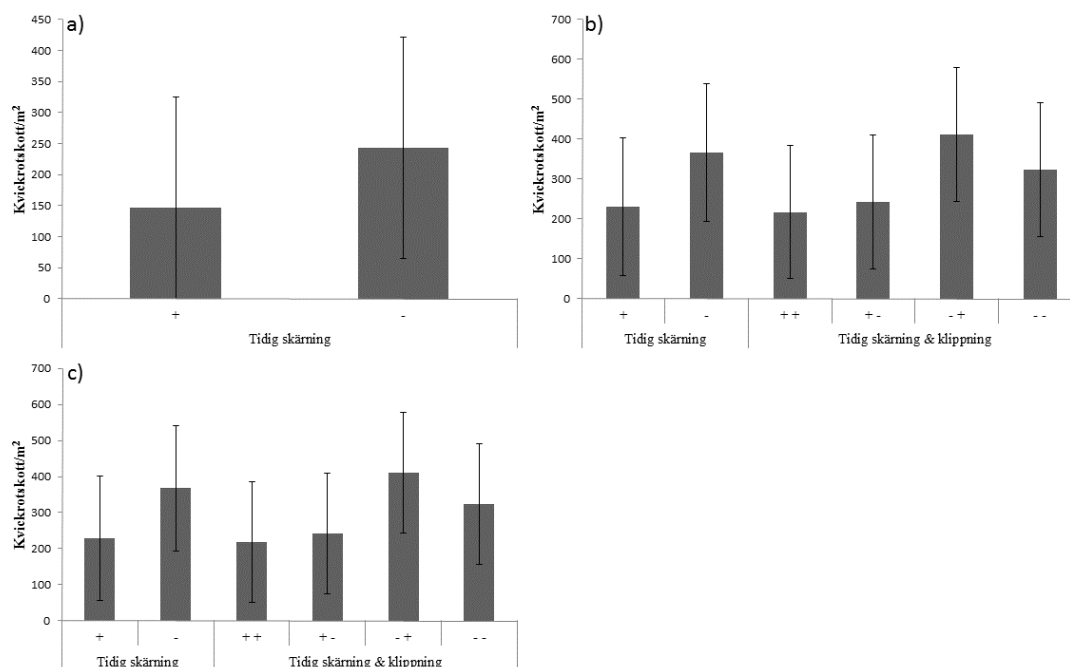 a)
Kvickrotskott/m²
450
400
350
300
250
200
150
100
50
0
+ -
Tidig skärning
b)
Kvickrotskott/m²
700
600
500
400
300
200
100
0
+ - ++ +- -+ --
Tidig skärning Tidig skärning & klippning
c)
Kvickrotskott/m²
700
600
500
400
300
200
100
0
+ - ++ +- -+ --
Tidig skärning Tidig skärning & klippning